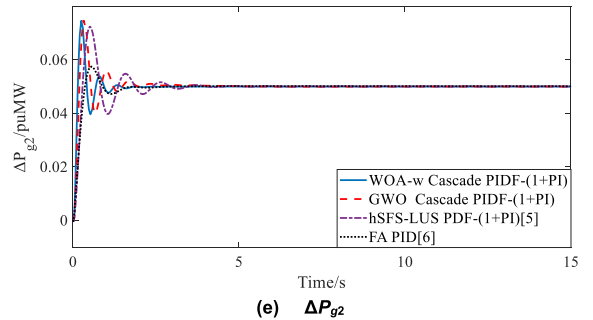 0.06
0.04
0.02
0
ΔP_g2/puMW
WOA-w Cascade PIDF-(1+PI)
GWO Cascade PIDF-(1+PI)
hSFS-LUS PDF-(1+PI)[5]
FA PID[6]
0 5 10 15
Time/s
(e) ΔP_g2